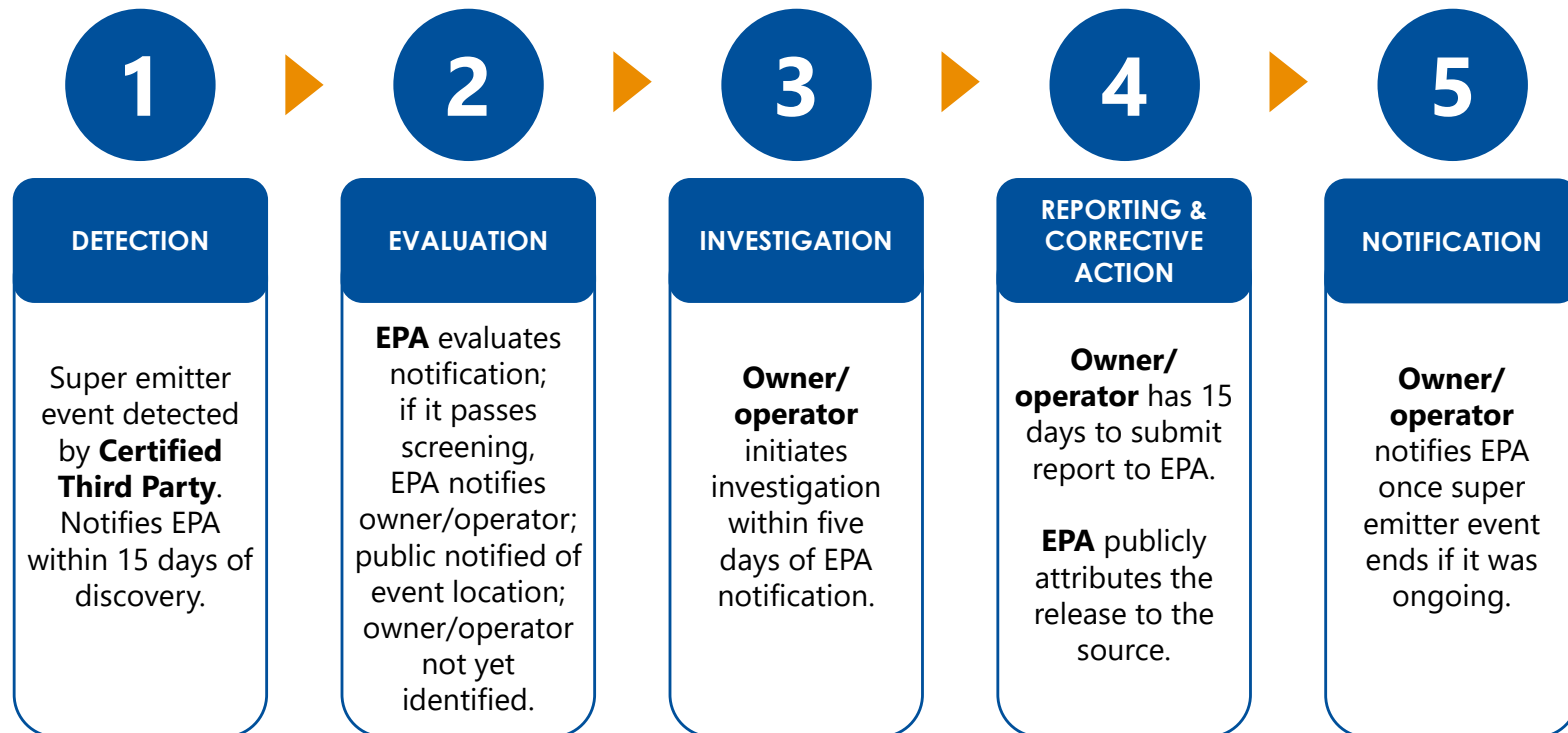 1
DETECTION
Super emitter
event detected
by Certified
Third Party.
Notifies EPA
within 15 days of
discovery.
2
EVALUATION
EPA evaluates
notification;
if it passes
screening,
EPA notifies
owner/operator;
public notified of
event location;
owner/operator
not yet
identified.
3
INVESTIGATION
Owner/
operator
initiates
investigation
within five
days of EPA
notification.
4
REPORTING &
CORRECTIVE
ACTION
Owner/
operator has 15
days to submit
report to EPA.
EPA publicly
attributes the
release to the
source.
5
NOTIFICATION
Owner/
operator
notifies EPA
once super
emitter event
ends if it was
ongoing.